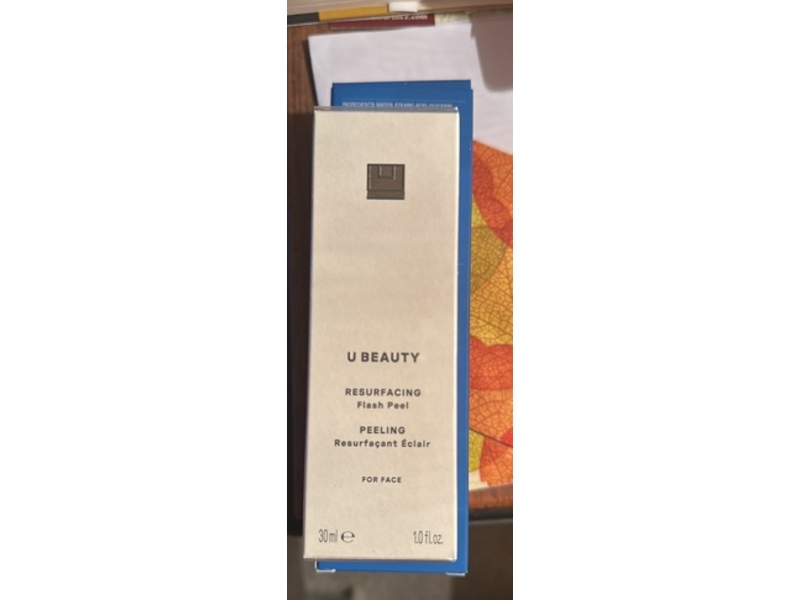 U BEAUTY
RESURFACING
Flash Peel
PEELING
Resurfaçant Éclair
FOR FACE
30 ml ℮ 1.0 fl.oz.